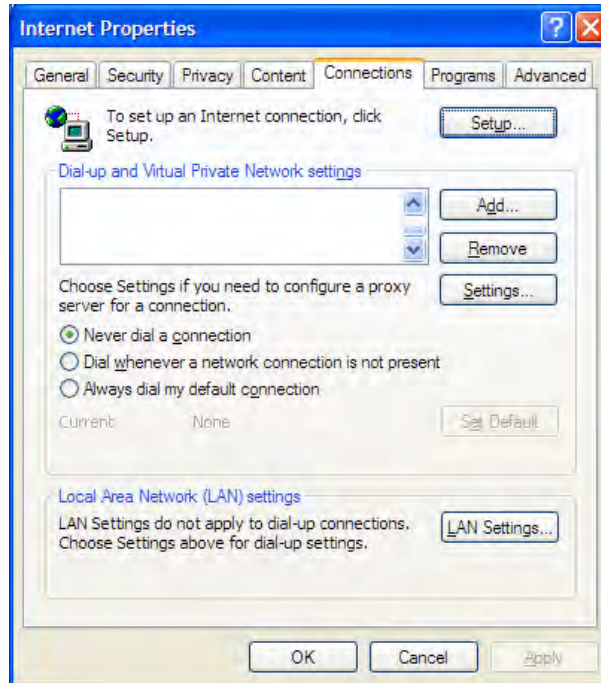 Internet Properties
General Security Privacy Content Connections Programs Advanced
To set up an Internet connection, click
Setup.
Setup...
Dial-up and Virtual Private Network settings
Add...
Remove
Choose Settings if you need to configure a proxy
server for a connection.
Settings...
Never dial a connection
Dial whenever a network connection is not present
Always dial my default connection
Current None Set Default
Local Area Network (LAN) settings
LAN Settings do not apply to dial-up connections.
Choose Settings above for dial-up settings.
LAN Settings...
OK Cancel Apply